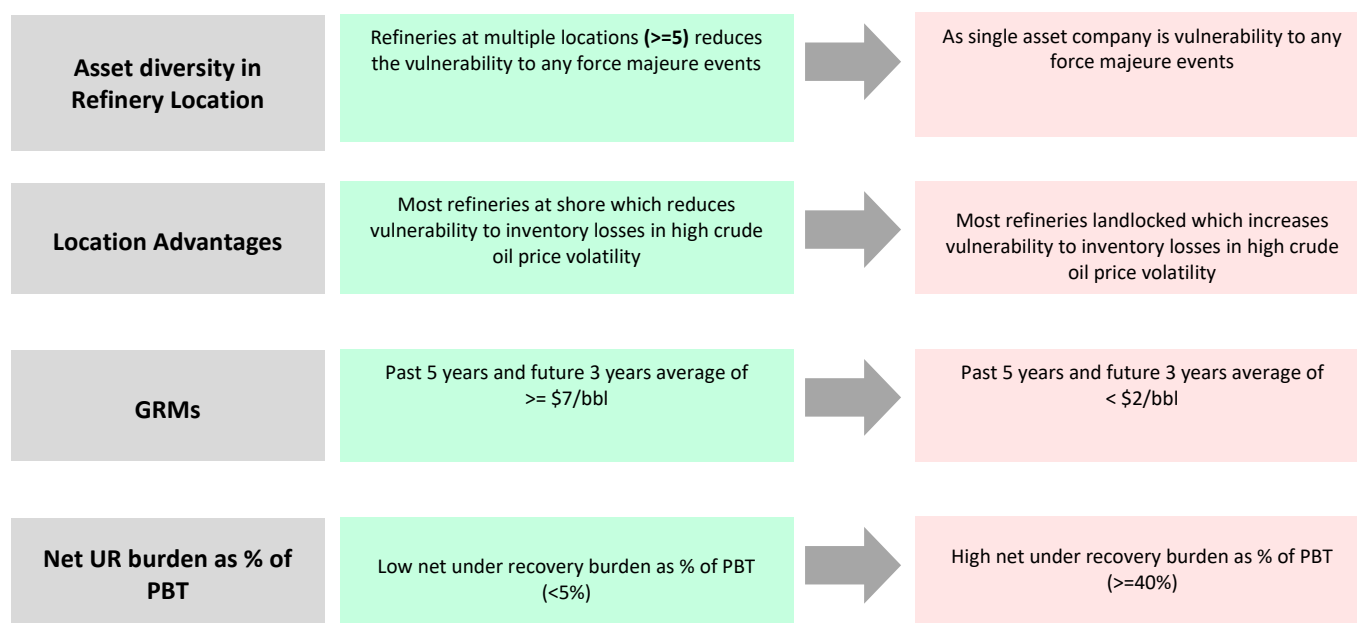 Asset diversity in
Refinery Location
Refineries at multiple locations (>=5) reduces
the vulnerability to any force majeure events
As single asset company is vulnerability to any
force majeure events
Location Advantages
Most refineries at shore which reduces
vulnerability to inventory losses in high crude
oil price volatility
Most refineries landlocked which increases
vulnerability to inventory losses in high crude
oil price volatility
GRMs
Past 5 years and future 3 years average of
>= $7/bbl
Past 5 years and future 3 years average of
< $2/bbl
Net UR burden as % of
PBT
Low net under recovery burden as % of PBT
(<5%)
High net under recovery burden as % of PBT
(>=40%)